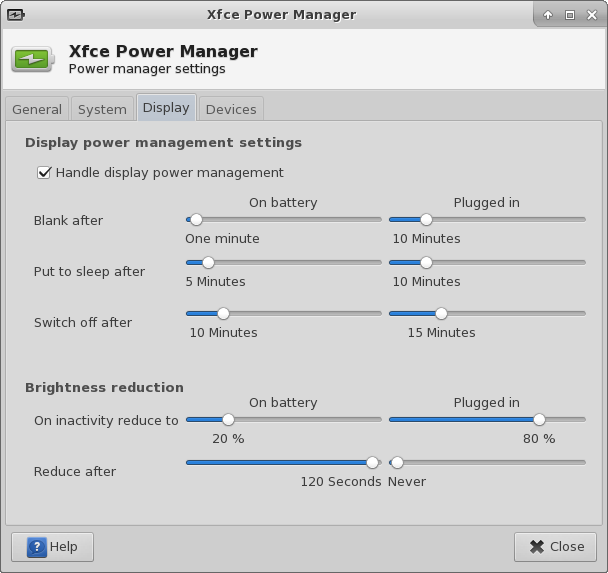 Xfce Power Manager
Xfce Power Manager
Power manager settings
General System Display Devices
Display power management settings
Handle display power management
On battery Plugged in
Blank after
One minute 10 Minutes
Put to sleep after
5 Minutes 10 Minutes
Switch off after
10 Minutes 15 Minutes
Brightness reduction
On battery Plugged in
On inactivity reduce to
20 % 80 %
Reduce after
120 Seconds Never
? Help Close